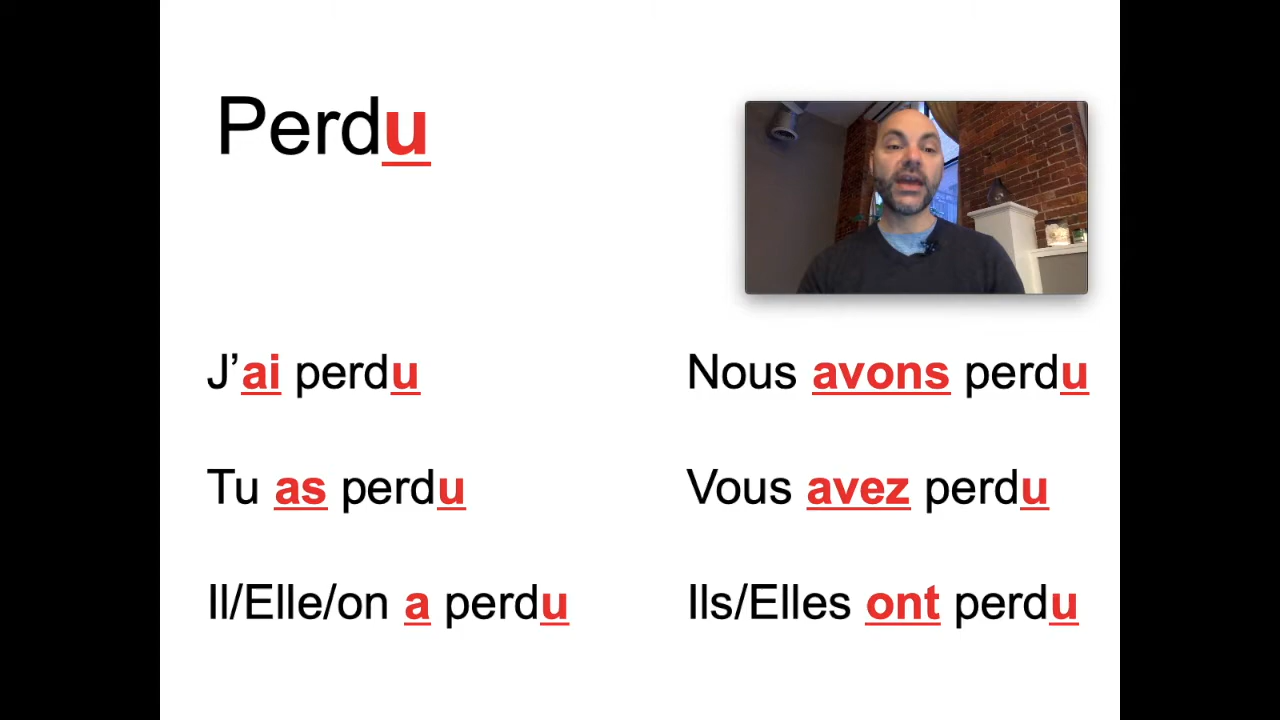 Perdu
J’ai perdu
Nous avons perdu
Tu as perdu
Vous avez perdu
Il/Elle/on a perdu
Ils/Elles ont perdu